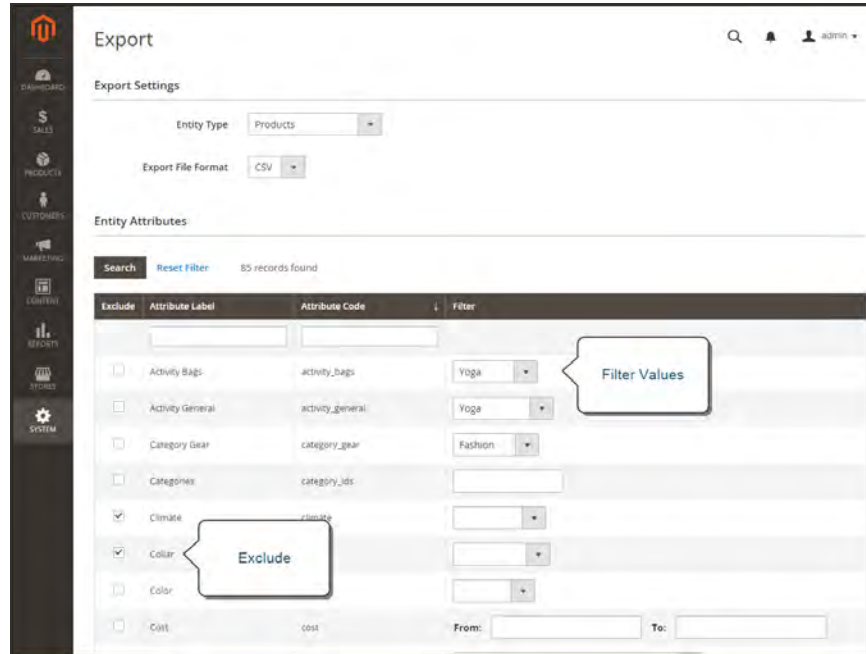 Export
admin
DASHBOARD
SALES
PRODUCTS
CUSTOMERS
MARKETING
CONTENT
REPORTS
STORES
SYSTEM
Export Settings
Entity Type Products
Export File Format CSV
Entity Attributes
Search Reset Filter 85 records found
Exclude Attribute Label Attribute Code ↓ Filter
Activity Bags activity_bags Yoga
Filter Values
Activity General activity_general Yoga
Category Gear category_gear Fashion
Categories category_ids
Climate climate
Collar
Exclude
Color
Cost cost From: To: